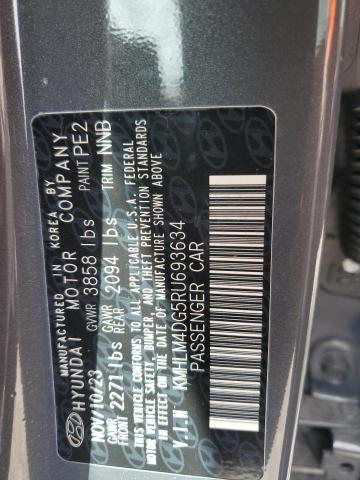 MANUFACTURED IN KOREA BY
HYUNDAI MOTOR COMPANY
NOV/10/23 GVWR 3858 lbs PAINT PE2
GAWR FRONT 2271 lbs GAWR REAR 2094 lbs TRIM NNB
THIS VEHICLE CONFORMS TO ALL APPLICABLE U.S.A. FEDERAL
MOTOR VEHICLE SAFETY, BUMPER, AND THEFT PREVENTION STANDARDS
IN EFFECT ON THE DATE OF MANUFACTURE SHOWN ABOVE.
V.I.N KMHLM4DG5RU693634
PASSENGER CAR